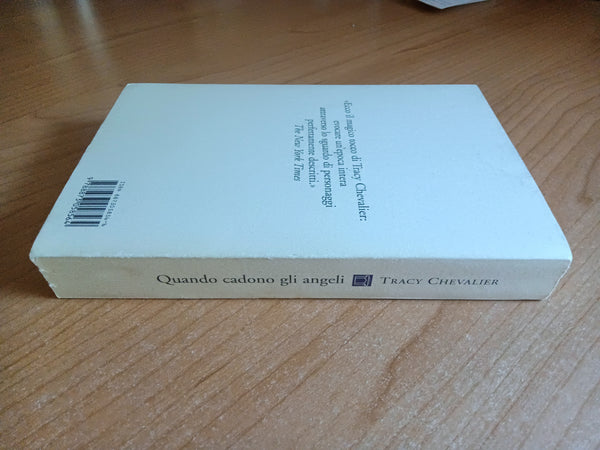 «Ecco il magico tocco di Tracy Chevalier:
evocare un'epoca intera
attraverso lo sguardo di personaggi
perfettamente descritti.»
The New York Times
Quando cadono gli angeli TRACY CHEVALIER